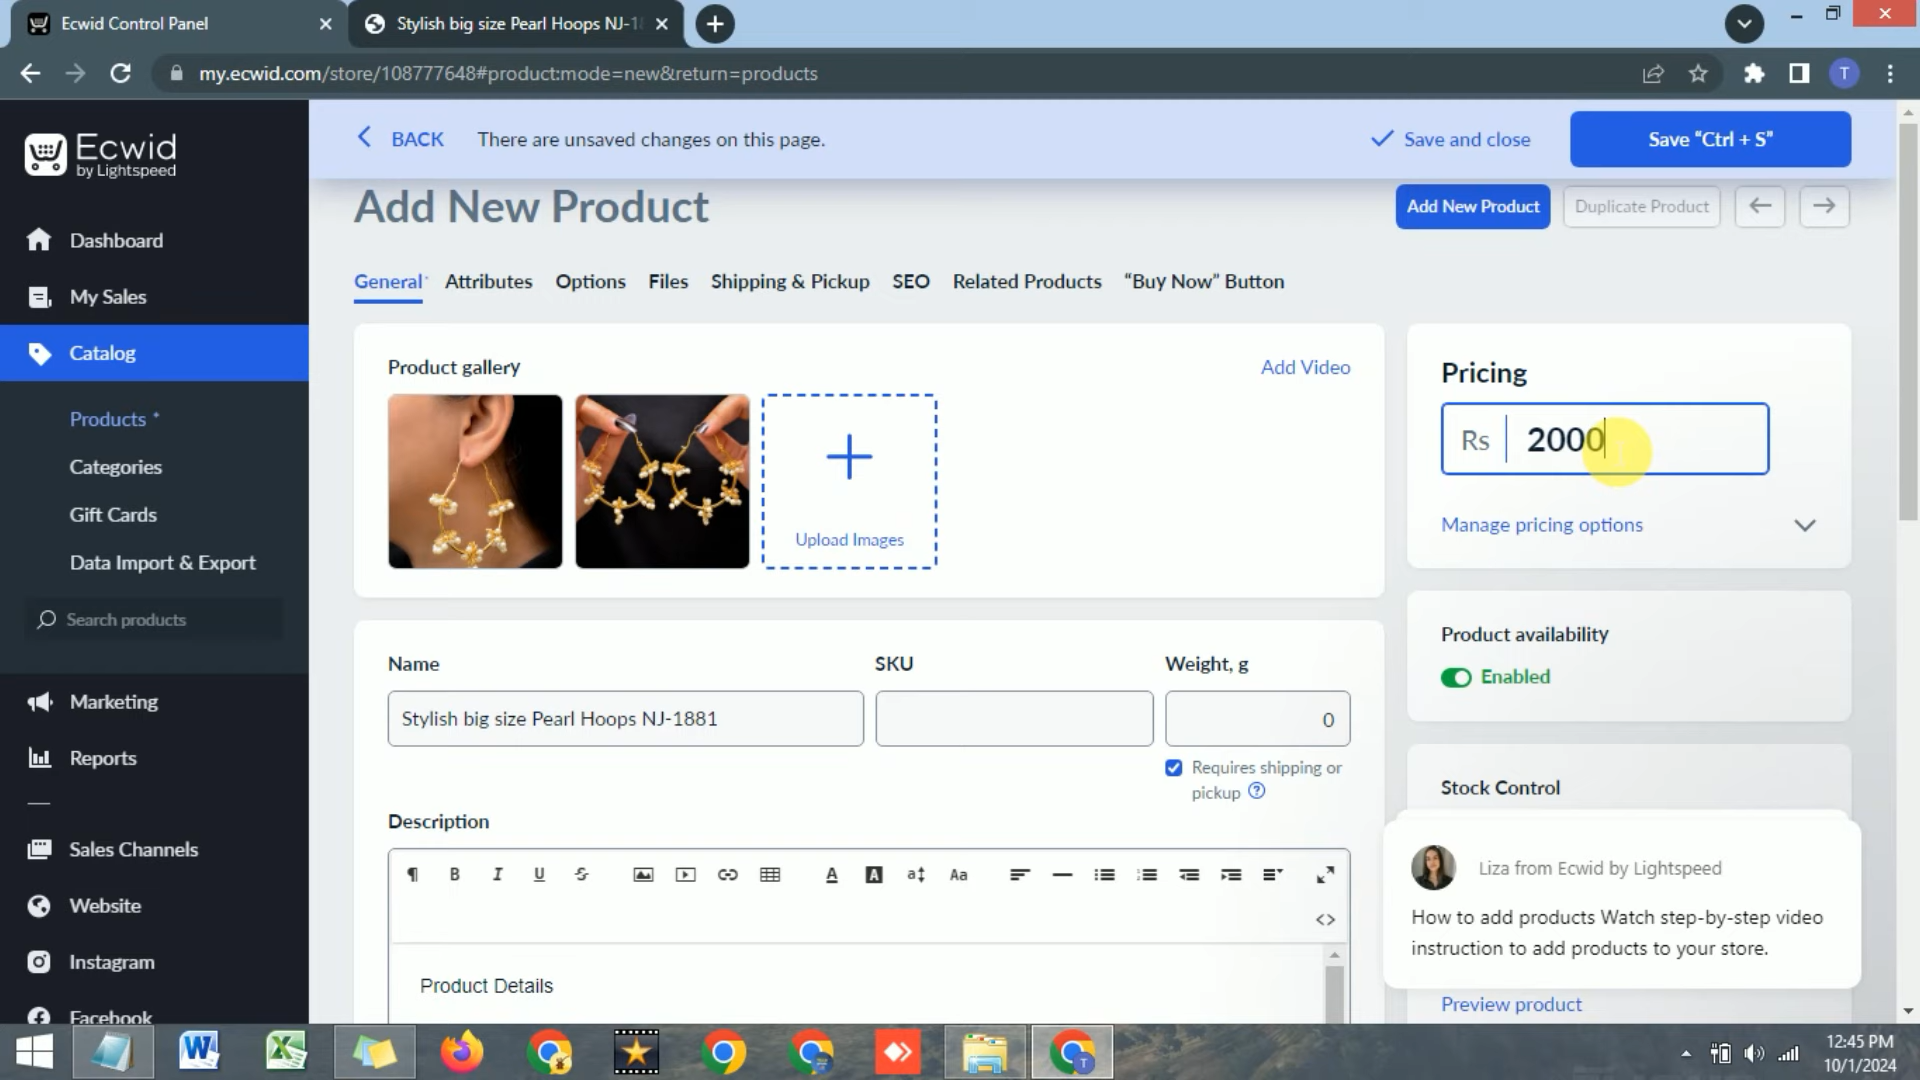 Ecwid Control Panel
Stylish big size Pearl Hoops NJ-1
my.ecwid.com/store/108777648#product:mode=new&return=products
T
Ecwid
by Lightspeed
BACK
There are unsaved changes on this page.
Save and close
Save “Ctrl + S”
Add New Product
Add New Product
Duplicate Product
Dashboard
My Sales
Catalog
Products *
Categories
Gift Cards
Data Import & Export
Search products
Marketing
Reports
Sales Channels
Website
Instagram
Facebook
General
Attributes
Options
Files
Shipping & Pickup
SEO
Related Products
“Buy Now” Button
Product gallery
Add Video
Upload Images
Pricing
Rs
2000
Manage pricing options
Product availability
Enabled
Name
SKU
Weight, g
Stylish big size Pearl Hoops NJ-1881
0
Requires shipping or
pickup
Stock Control
Description
Product Details
Liza from Ecwid by Lightspeed
How to add products Watch step-by-step video
instruction to add products to your store.
Preview product
12:45 PM
10/1/2024